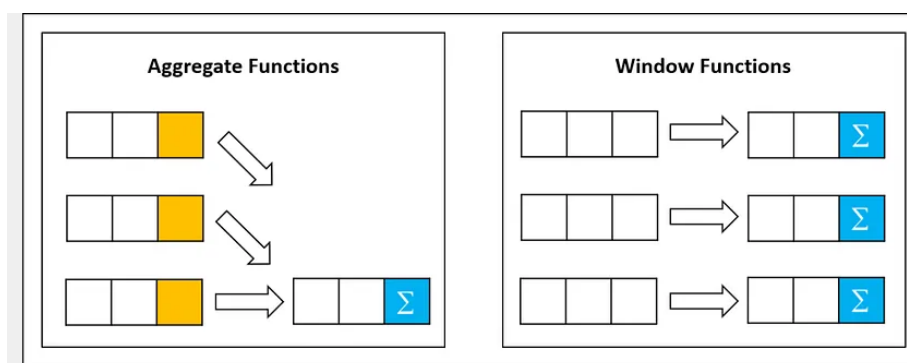 Aggregate Functions
Window Functions
Σ
Σ
Σ
Σ